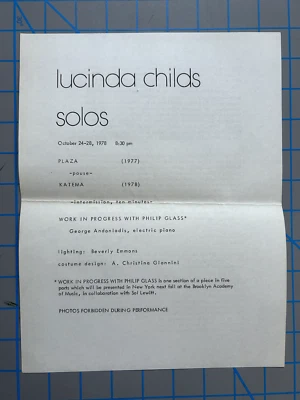 lucinda childs
solos
October 24-28, 1978 8:30 pm
PLAZA (1977)
-pause-
KATEMA (1978)
-intermission, ten minutes-
WORK IN PROGRESS WITH PHILIP GLASS*
George Andoniadis, electric piano
lighting: Beverly Emmons
costume design: A. Christina Giannini
* WORK IN PROGRESS WITH PHILIP GLASS is one section of a piece in five
parts which will be presented in New York next fall at the Brooklyn Academy
of Music, in collaboration with Sol Lewitt.
PHOTOS FORBIDDEN DURING PERFORMANCE